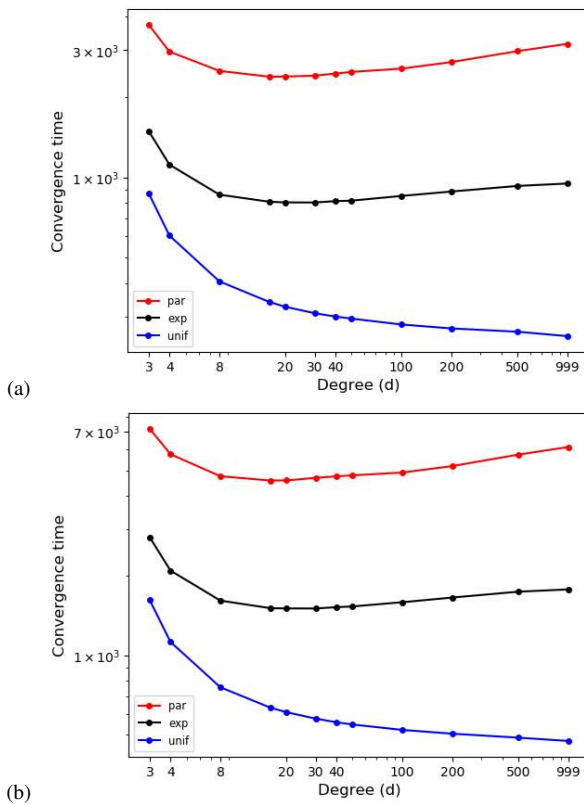 3 × 10³
1 × 10³
Convergence time
par
exp
unif
3 4 8 20 30 40 100 200 500 999
Degree (d)
(a)
7 × 10³
1 × 10³
Convergence time
par
exp
unif
3 4 8 20 30 40 100 200 500 999
Degree (d)
(b)